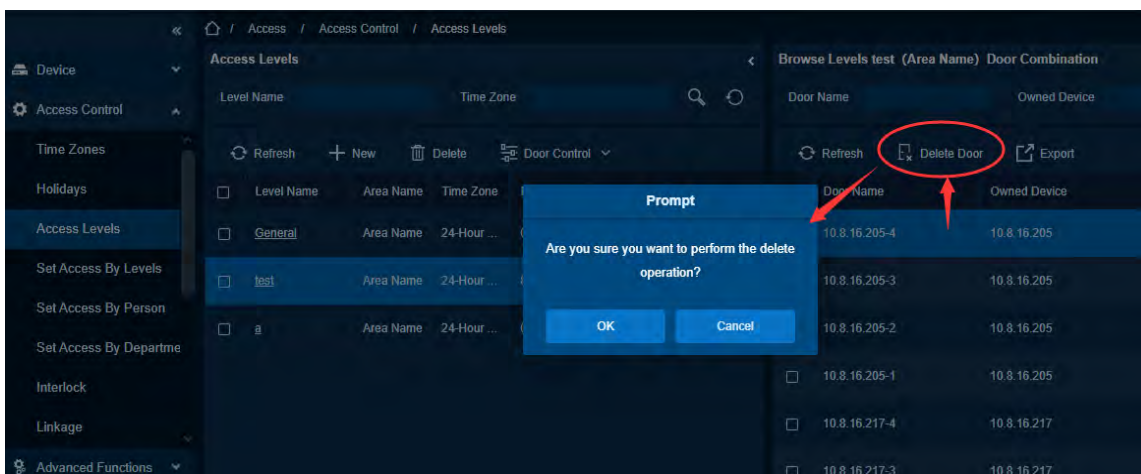 « / Access / Access Control / Access Levels
Device
Access Control
Time Zones
Holidays
Access Levels
Set Access By Levels
Set Access By Person
Set Access By Departme
Interlock
Linkage
Advanced Functions
Access Levels <
Level Name Time Zone
Refresh New Delete Door Control
Level Name Area Name Time Zone
General Area Name 24-Hour ...
test Area Name 24-Hour ...
a Area Name 24-Hour ...
Prompt
Are you sure you want to perform the delete
operation?
OK Cancel
Browse Levels test (Area Name) Door Combination
Door Name Owned Device
Refresh Delete Door Export
Door Name Owned Device
10.8.16.205-4 10.8.16.205
10.8.16.205-3 10.8.16.205
10.8.16.205-2 10.8.16.205
10.8.16.205-1 10.8.16.205
10.8.16.217-4 10.8.16.217
10.8.16.217-3 10.8.16.217